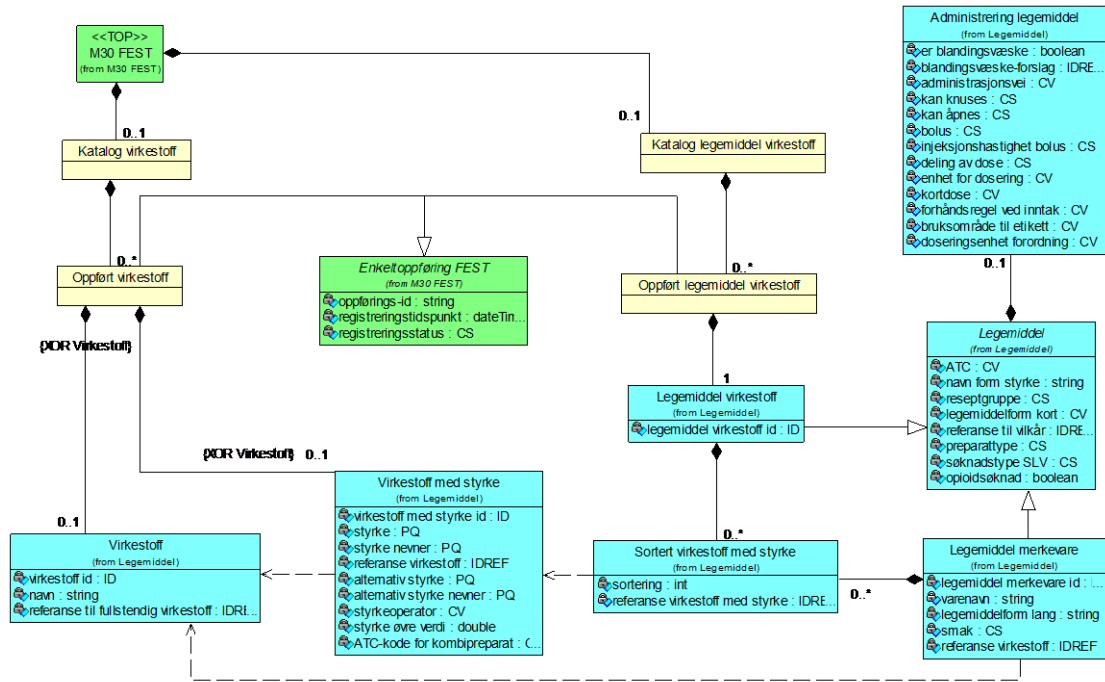 <<TOP>>
M30 FEST
(from M30 FEST)
0..1
Katalog virkestoff
0..*
Oppført virkestoff
{XOR Virkestoff}
{XOR Virkestoff}
0..1
0..1
0..1
Katalog legemiddel virkestoff
0..*
Oppført legemiddel virkestoff
1
Enkeltoppføring FEST
(from M30 FEST)
oppførings-id : string
registreringstidspunkt : dateTim...
registreringsstatus : CS
Legemiddel virkestoff
(from Legemiddel)
legemiddel virkestoff id : ID
0..*
Virkestoff
(from Legemiddel)
virkestoff id : ID
navn : string
referanse til fullstendig virkestoff : IDRE...
Virkestoff med styrke
(from Legemiddel)
virkestoff med styrke id : ID
styrke : PQ
styrke nevner : PQ
referanse virkestoff : IDREF
alternativ styrke : PQ
alternativ styrke nevner : PQ
styrkeoperator : CV
styrke øvre verdi : double
ATC-kode for kombipreparat : C...
Sortert virkestoff med styrke
(from Legemiddel)
sortering : int
referanse virkestoff med styrke : IDRE...
0..*
Administrering legemiddel
(from Legemiddel)
er blandingsvæske : boolean
blandingsvæske-forslag : IDRE...
administrasjonsvei : CV
kan knuses : CS
kan åpnes : CS
bolus : CS
injeksjonshastighet bolus : CS
deling av dose : CS
enhet for dosering : CV
kortdose : CV
forhåndsregel ved inntak : CV
bruksområde til etikett : CV
doseringsenhet forordning : CV
0..1
Legemiddel
(from Legemiddel)
ATC : CV
navn form styrke : string
reseptgruppe : CS
legemiddelform kort : CV
referanse til vilkår : IDRE...
preparattype : CS
søknadstype SLV : CS
opioidsøknad : boolean
Legemiddel merkevare
(from Legemiddel)
legemiddel merkevare id : ...
varenavn : string
legemiddelform lang : string
smak : CS
referanse virkestoff : IDREF